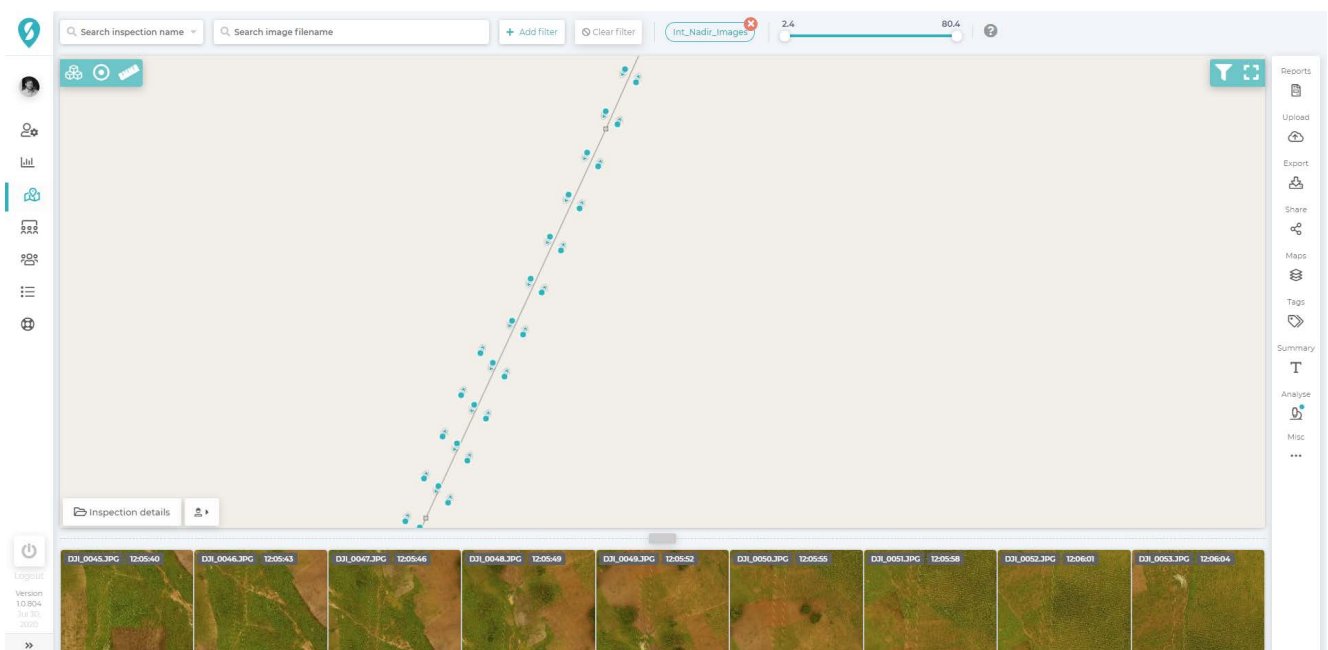 Search inspection name
Search image filename
+ Add filter
Clear filter
Int_Nadir_Images
2.4
80.4
Reports
Upload
Export
Share
Maps
Tags
Summary
Analyse
Misc
Inspection details
Logout
Version
1.0.804
Jun 30,
2020
DJI_0045.JPG 12:05:40
DJI_0046.JPG 12:05:43
DJI_0047.JPG 12:05:46
DJI_0048.JPG 12:05:49
DJI_0049.JPG 12:05:52
DJI_0050.JPG 12:05:55
DJI_0051.JPG 12:05:58
DJI_0052.JPG 12:06:01
DJI_0053.JPG 12:06:04